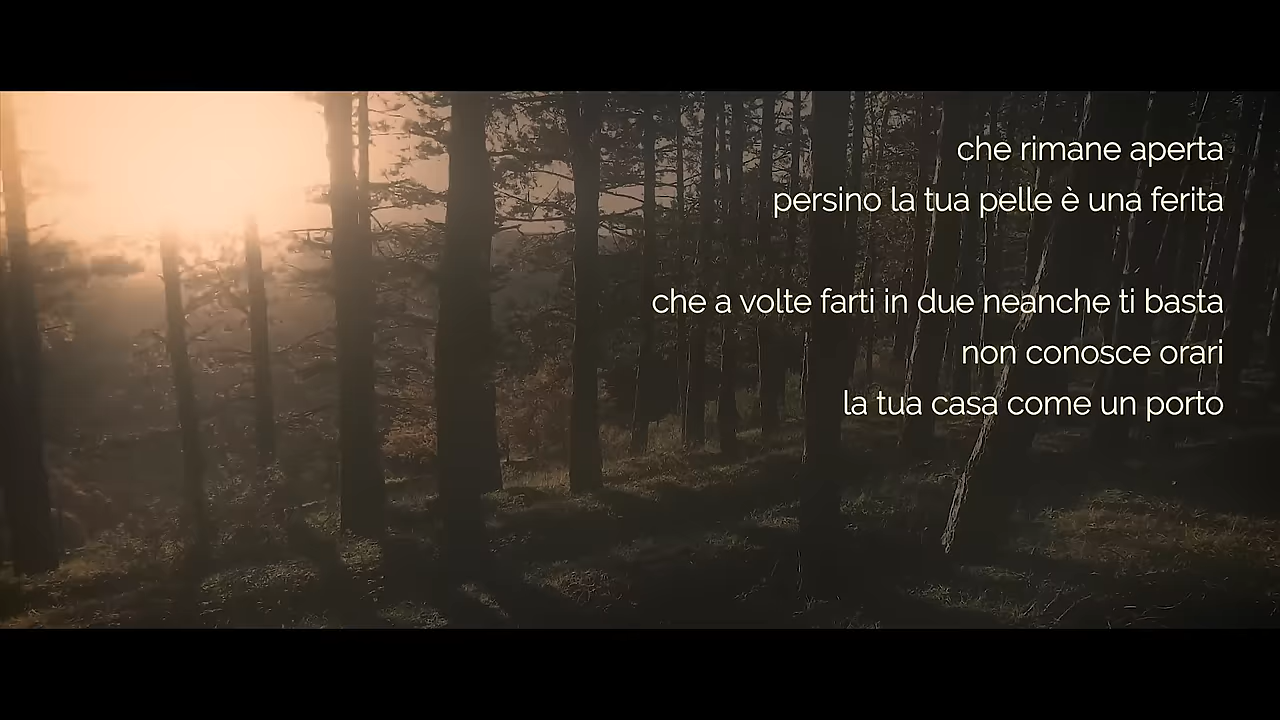 che rimane aperta
persino la tua pelle è una ferita
che a volte farti in due neanche ti basta
non conosce orari
la tua casa come un porto